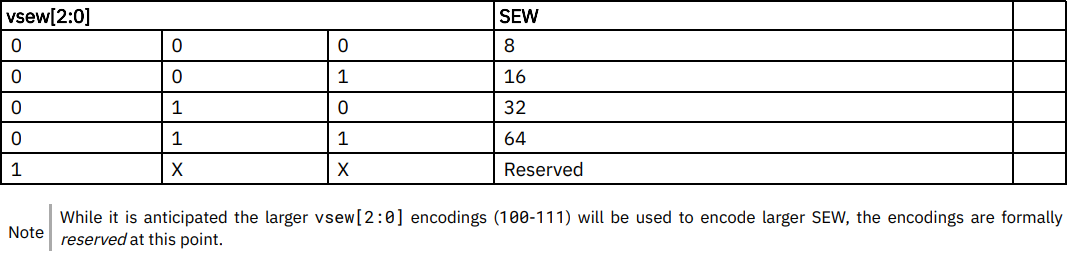 vsew[2:0] SEW
0 0 0 8
0 0 1 16
0 1 0 32
0 1 1 64
1 X X Reserved
While it is anticipated the larger vsew[2:0] encodings (100-111) will be used to encode larger SEW, the encodings are formally
Note
reserved at this point.